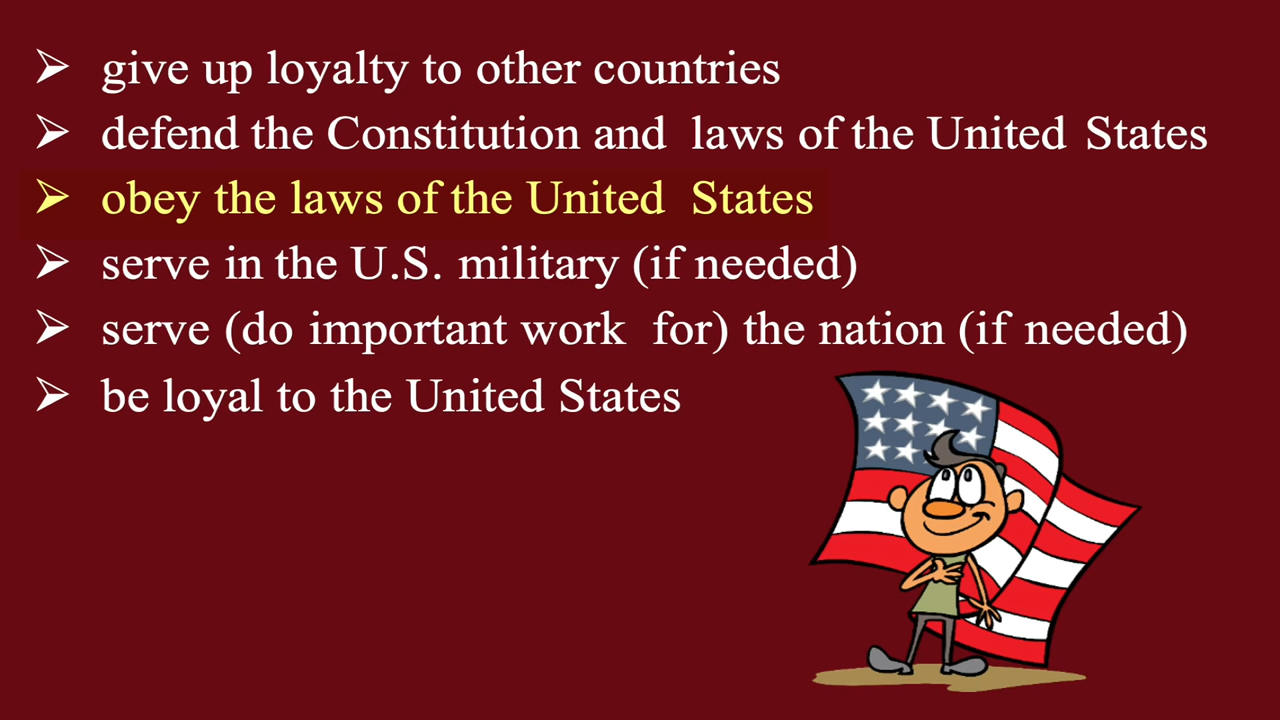 give up loyalty to other countries
defend the Constitution and laws of the United States
obey the laws of the United States
serve in the U.S. military (if needed)
serve (do important work for) the nation (if needed)
be loyal to the United States